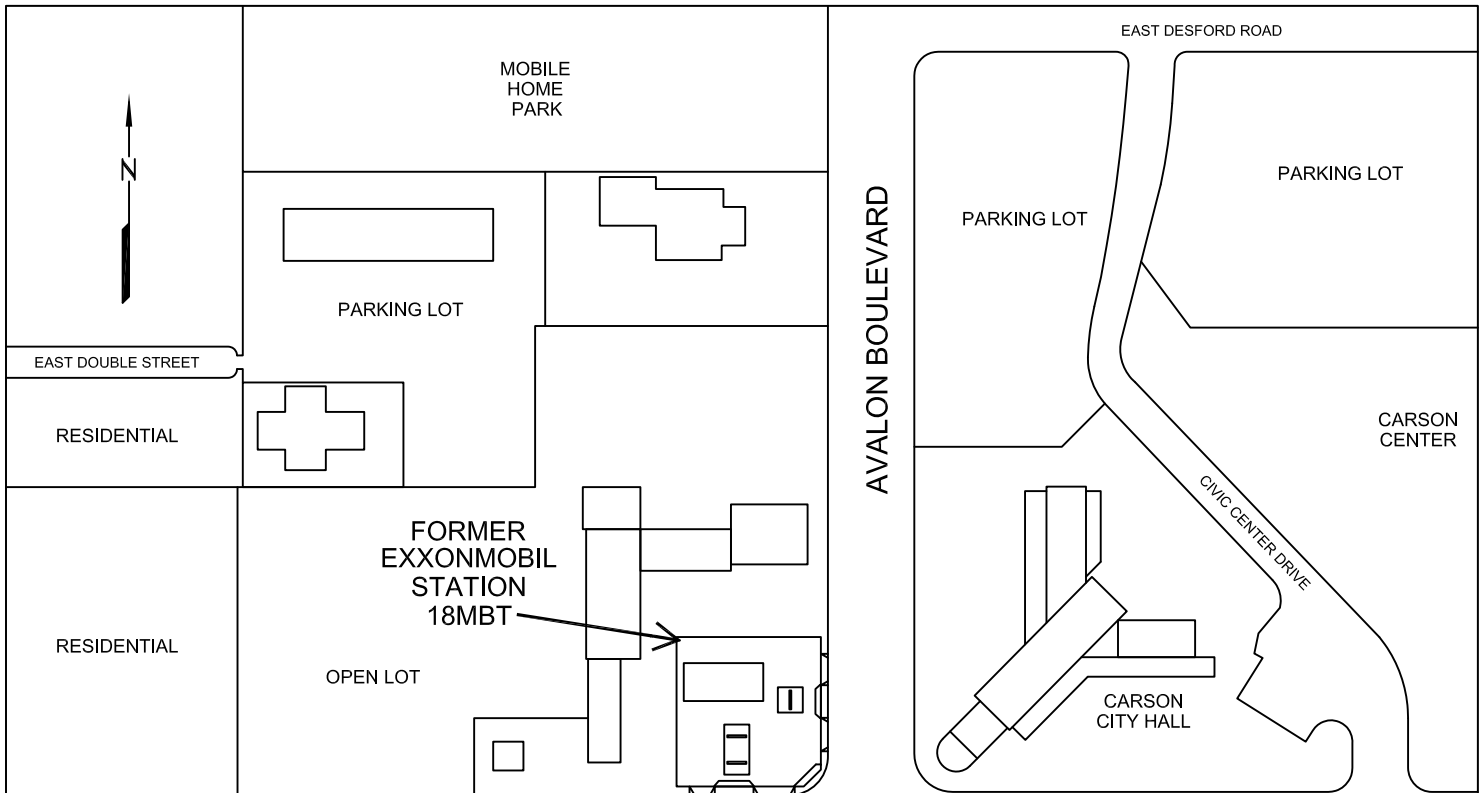 EAST DESFORD ROAD
MOBILE
HOME
PARK
N
PARKING LOT
PARKING LOT
AVALON BOULEVARD
PARKING LOT
EAST DOUBLE STREET
RESIDENTIAL
CARSON
CENTER
CIVIC CENTER DRIVE
FORMER
EXXONMOBIL
STATION
18MBT
RESIDENTIAL
OPEN LOT
CARSON
CITY HALL